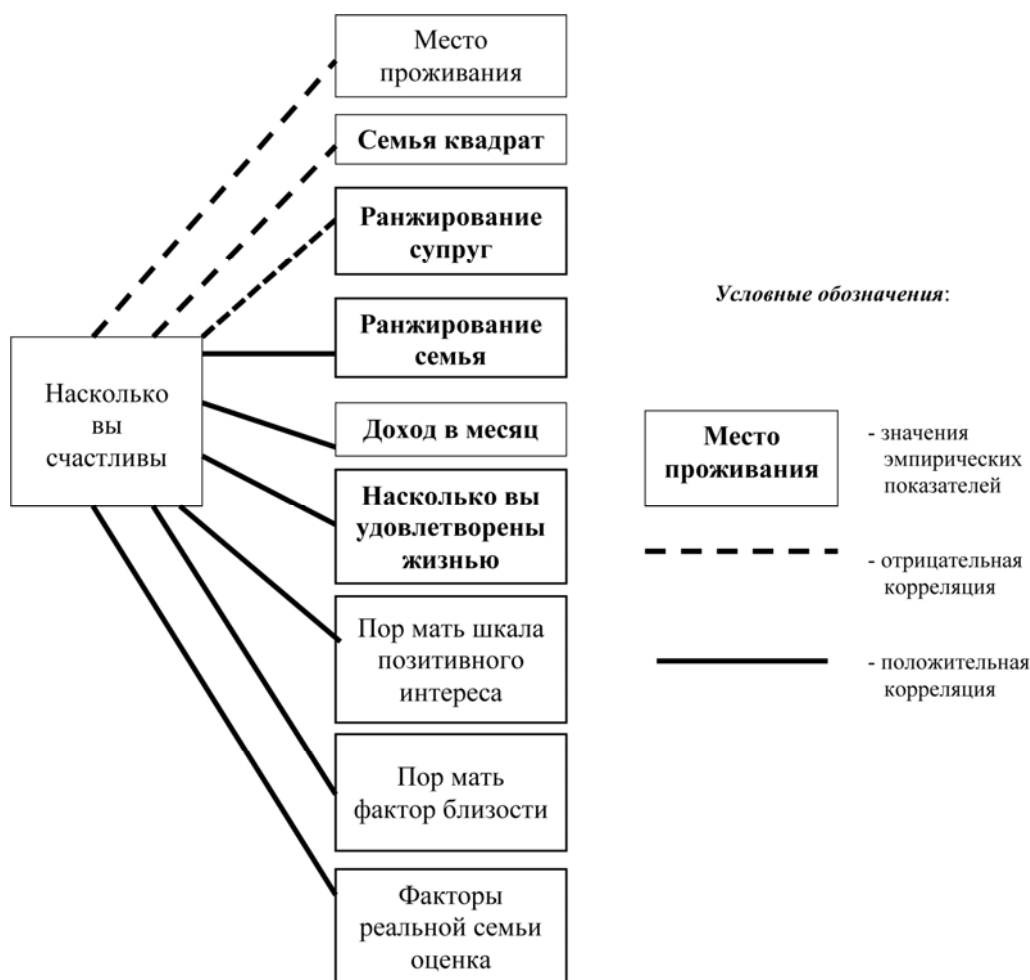 Место
проживания
Семья квадрат
Ранжирование
супруг
Условные обозначения:
Ранжирование
семья
Насколько
вы
счастливы
Доход в месяц
Место
проживания
- значения
эмпирических
показателей
Насколько вы
удовлетворены
жизнью
- отрицательная
корреляция
Пор мать шкала
позитивного
интереса
- положительная
корреляция
Пор мать
фактор близости
Факторы
реальной семьи
оценка